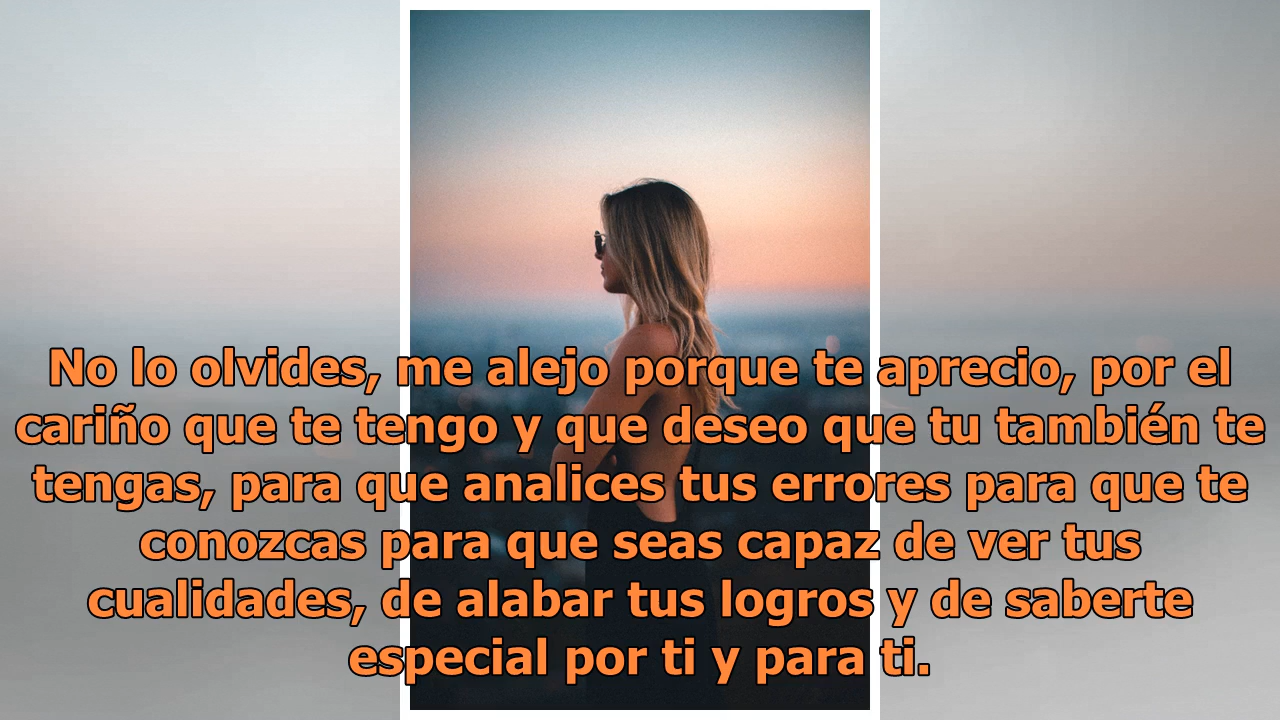 No lo olvides, me alejo porque te aprecio, por el
cariño que te tengo y que deseo que tu también te
tengas, para que analices tus errores para que te
conozcas para que seas capaz de ver tus
cualidades, de alabar tus logros y de saberte
especial por ti y para ti.